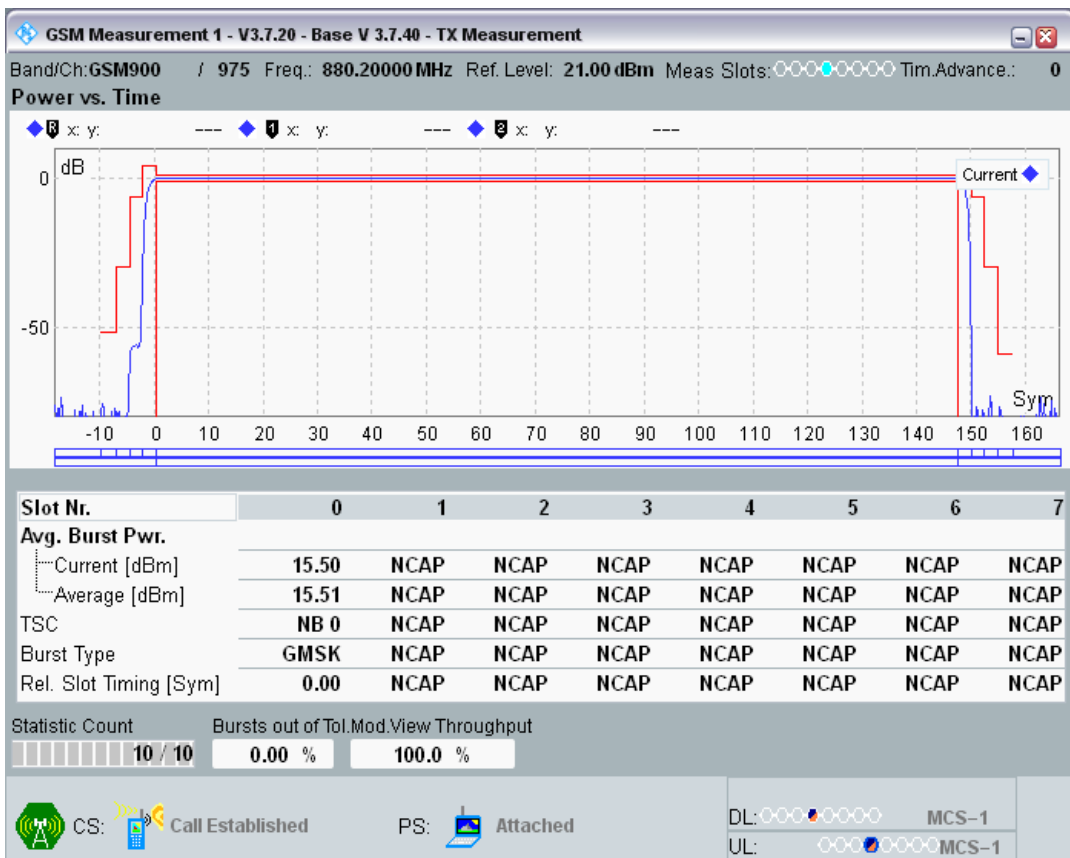 GSM Measurement 1 - V3.7.20 - Base V 3.7.40 - TX Measurement
Band/Ch:GSM900 / 975 Freq.: 880.20000 MHz Ref. Level: 21.00 dBm Meas Slots: Tim.Advance.: 0
Power vs. Time
R x: y: --- 1 x: y: --- 2 x: y: ---
dB
Current
0
-50
Sym
-10 0 10 20 30 40 50 60 70 80 90 100 110 120 130 140 150 160
Slot Nr. 0 1 2 3 4 5 6 7
Avg. Burst Pwr.
Current [dBm] 15.50 NCAP NCAP NCAP NCAP NCAP NCAP NCAP
Average [dBm] 15.51 NCAP NCAP NCAP NCAP NCAP NCAP NCAP
TSC NB 0 NCAP NCAP NCAP NCAP NCAP NCAP NCAP
Burst Type GMSK NCAP NCAP NCAP NCAP NCAP NCAP NCAP
Rel. Slot Timing [Sym] 0.00 NCAP NCAP NCAP NCAP NCAP NCAP NCAP
Statistic Count Bursts out of Tol.Mod.View Throughput
10 / 10 0.00 % 100.0 %
CS: Call Established PS: Attached
DL: MCS-1
UL: MCS-1